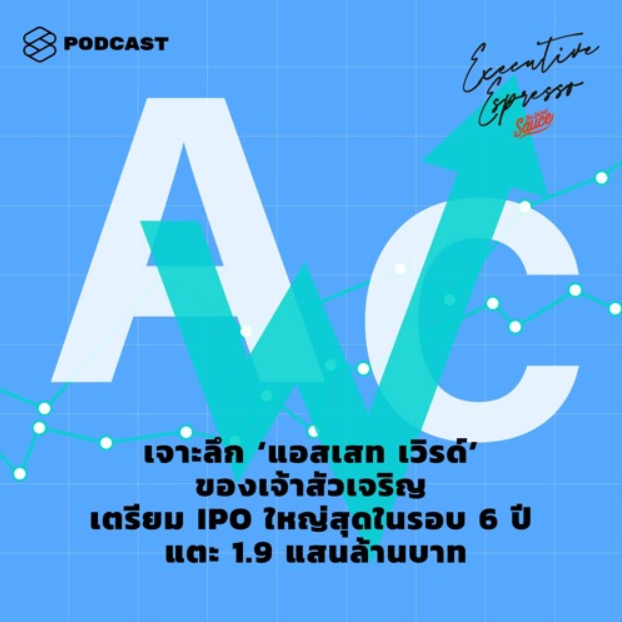 PODCAST
Executive
Espresso
Sauce
AWC
เจาะลึก ‘แอสเสท เวิรด์’
ของเจ้าสัวเจริญ
เตรียม IPO ใหญ่สุดในรอบ 6 ปี
แตะ 1.9 แสนล้านบาท